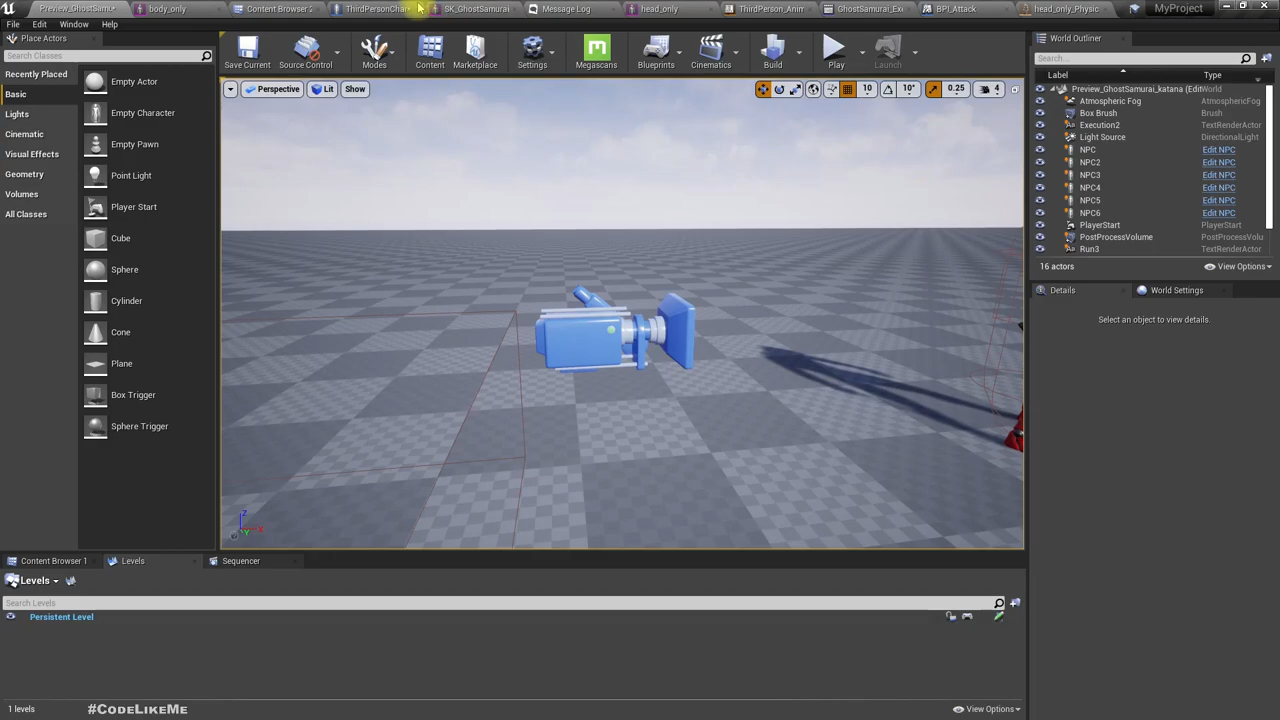 Preview_GhostSamu
body_only
Content Browser 2
ThirdPersonChar
SK_GhostSamurai
Message Log
head_only
ThirdPerson_Anim
GhostSamurai_Exe
BPI_Attack
head_only_Physic
MyProject
File Edit Window Help
Place Actors
Search Classes
Recently Placed
Basic
Lights
Cinematic
Visual Effects
Geometry
Volumes
All Classes
Empty Actor
Empty Character
Empty Pawn
Point Light
Player Start
Cube
Sphere
Cylinder
Cone
Plane
Box Trigger
Sphere Trigger
Save Current
Source Control
Modes
Content
Marketplace
Settings
Megascans
Blueprints
Cinematics
Build
Play
Launch
Perspective
Lit
Show
10
10°
0.25
4
Z
X
Y
World Outliner
Search...
Label Type
Preview_GhostSamurai_katana (Edit World
Atmospheric Fog AtmosphericFog
Box Brush Brush
Execution2 TextRenderActor
Light Source DirectionalLight
NPC Edit NPC
NPC2 Edit NPC
NPC3 Edit NPC
NPC4 Edit NPC
NPC5 Edit NPC
NPC6 Edit NPC
PlayerStart PlayerStart
PostProcessVolume PostProcessVolu
Run3 TextRenderActor
16 actors View Options
Details
World Settings
Select an object to view details.
Content Browser 1
Levels
Sequencer
Levels
Search Levels
Persistent Level
1 levels
#CodeLikeMe
View Options